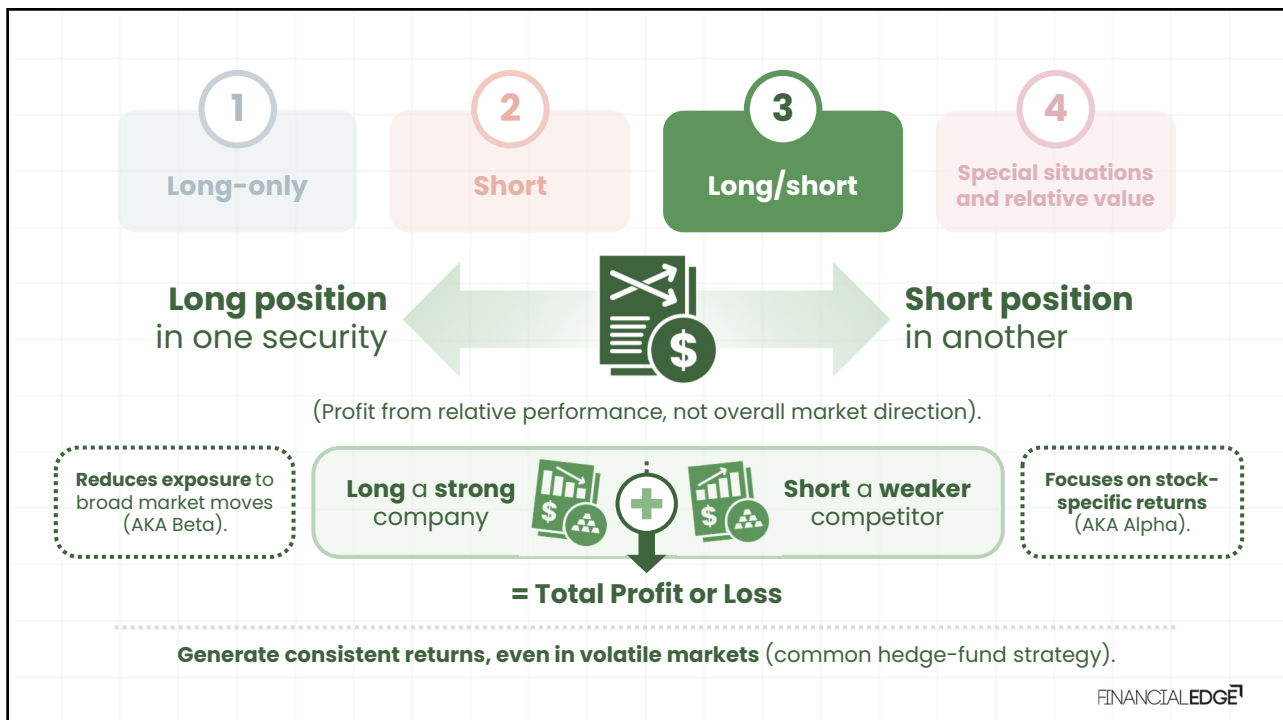 1
2
3
4
Long-only
Short
Long/short
Special situations
and relative value
Long position
in one security
$
Short position
in another
(Profit from relative performance, not overall market direction).
Reduces exposure to
broad market moves
(AKA Beta).
Long a strong
company
$
$
Short a weaker
competitor
Focuses on stock-
specific returns
(AKA Alpha).
= Total Profit or Loss
Generate consistent returns, even in volatile markets (common hedge-fund strategy).
FINANCIALEDGE